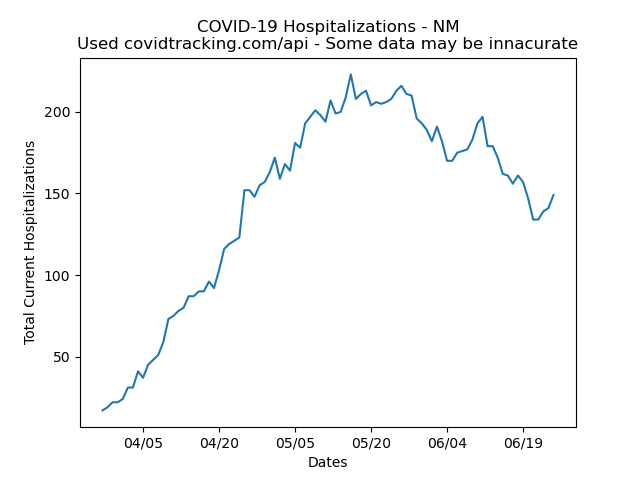 COVID-19 Hospitalizations - NM
Used covidtracking.com/api - Some data may be innacurate
Total Current Hospitalizations
200
150
100
50
04/05 04/20 05/05 05/20 06/04 06/19
Dates